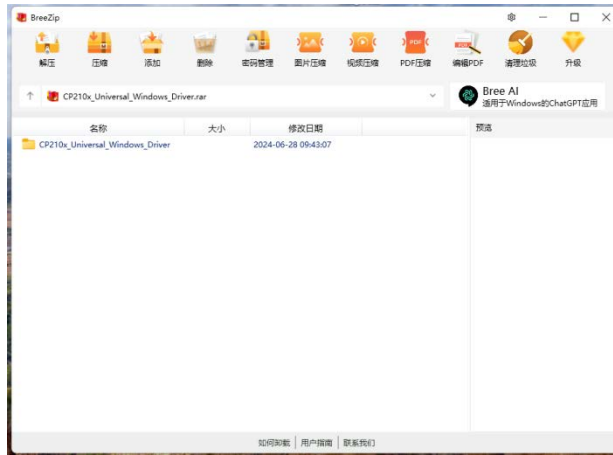 BreeZip
解压 压缩 添加 删除 密码管理 图片压缩 视频压缩 PDF压缩 编辑PDF 清理垃圾 升级
CP210x_Universal_Windows_Driver.rar
Bree AI
适用于Windows的ChatGPT应用
名称 大小 修改日期 预览
CP210x_Universal_Windows_Driver 2024-06-28 09:43:07
如何卸载 用户指南 联系我们